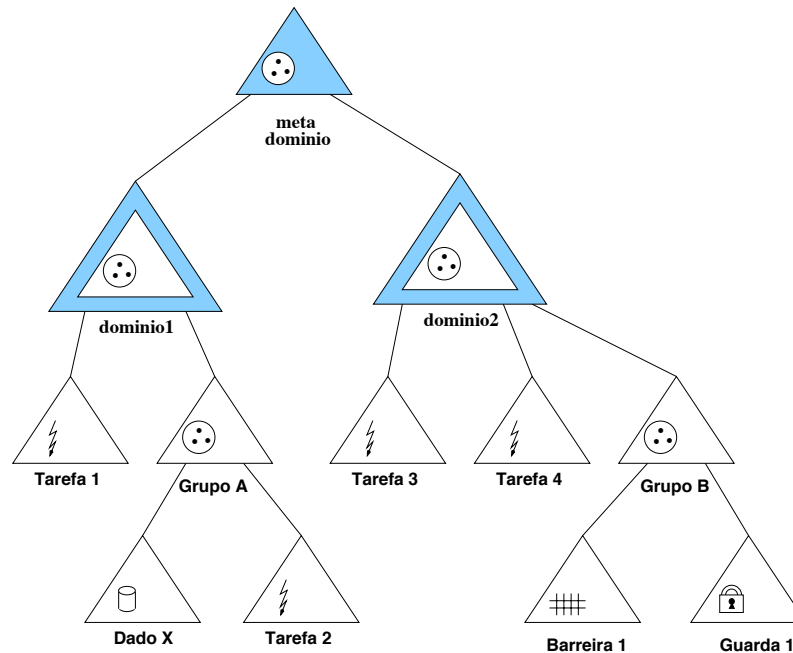 meta
dominio
dominio1
dominio2
Tarefa 1
Grupo A
Tarefa 3
Tarefa 4
Grupo B
Dado X
Tarefa 2
Barreira 1
Guarda 1